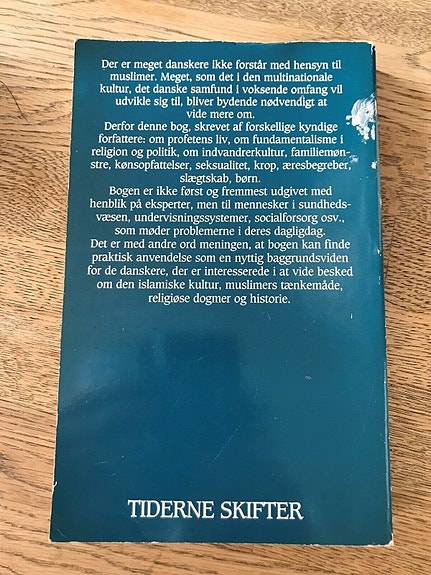 Der er meget danskere ikke forstår med hensyn til
muslimer. Meget, som det i den multinationale
kultur, det danske samfund i voksende omfang vil
udvikle sig til, bliver bydende nødvendigt at
vide mere om.
Derfor denne bog, skrevet af forskellige kyndige
forfattere: om profetens liv, om fundamentalisme i
religion og politik, om indvandrerkultur, familiemøn-
stre, kønsopfattelser, seksualitet, krop, æresbegreber,
slægtskab, børn.
Bogen er ikke først og fremmest udgivet med
henblik på eksperter, men til mennesker i sundheds-
væsen, undervisningssystemer, socialforsorg osv.,
som møder problemerne i deres dagligdag.
Det er med andre ord meningen, at bogen kan finde
praktisk anvendelse som en nyttig baggrundsviden
for de danskere, der er interesserede i at vide besked
om den islamiske kultur, muslimers tænkemåde,
religiøse dogmer og historie.
TIDERNE SKIFTER